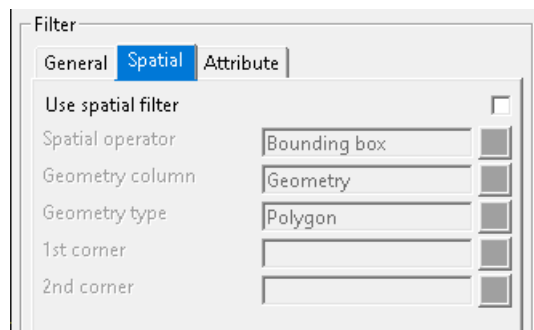 Filter
General Spatial Attribute
Use spatial filter
Spatial operator Bounding box
Geometry column Geometry
Geometry type Polygon
1st corner
2nd corner